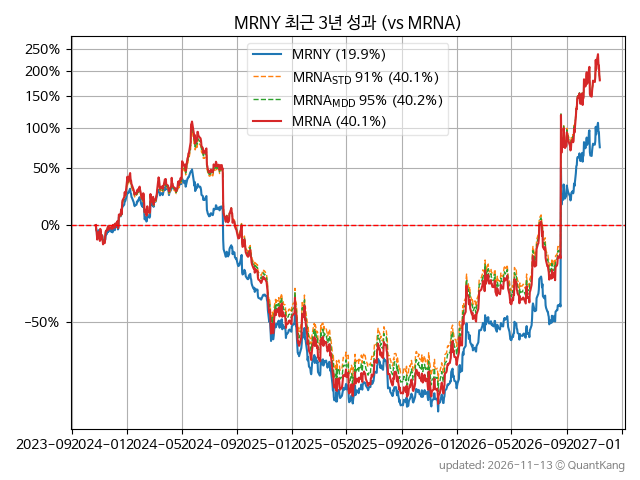 MRNY 최근 3년 성과 (vs MRNA)
250%
200%
150%
100%
50%
0%
−50%
MRNY (19.9%)
MRNA_STD 91% (40.1%)
MRNA_MDD 95% (40.2%)
MRNA (40.1%)
2023-09 2024-01 2024-05 2024-09 2025-01 2025-05 2025-09 2026-01 2026-05 2026-09 2027-01
updated: 2026-11-13 © QuantKang